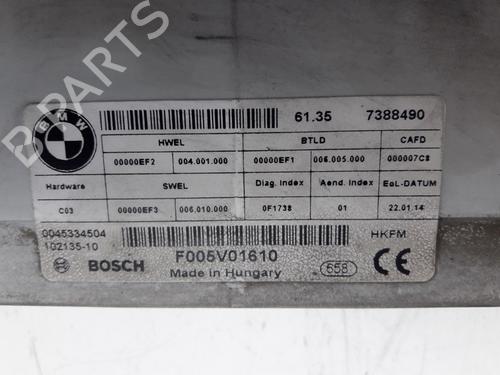 BMW
61.35 7388490
HWEL BTLD CAFD
00000EF2 004.001.000 00000EF1 006.005.000 000007C8
Hardware SWEL Diag. Index Aend. Index EoL-DATUM
C03 00000EF3 006.010.000 0F1738 01 22.01.14
0045334504 HKFM
102135-10
BOSCH F005V01610 658 CE
Made in Hungary
B-PARTS